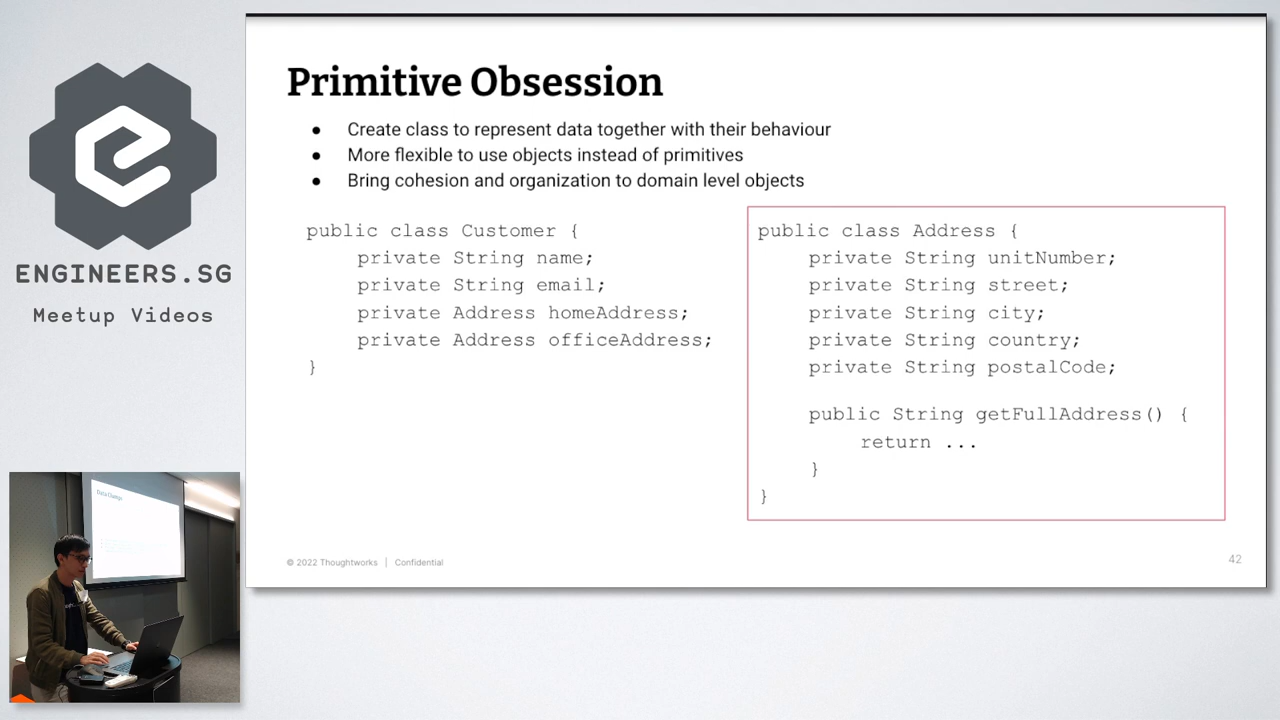 ENGINEERS.SG
Meetup Videos
Primitive Obsession
● Create class to represent data together with their behaviour
● More flexible to use objects instead of primitives
● Bring cohesion and organization to domain level objects
public class Customer {
private String name;
private String email;
private Address homeAddress;
private Address officeAddress;
}
public class Address {
private String unitNumber;
private String street;
private String city;
private String country;
private String postalCode;
public String getFullAddress() {
return ...
}
}
© 2022 Thoughtworks | Confidential
42
Data Clumps